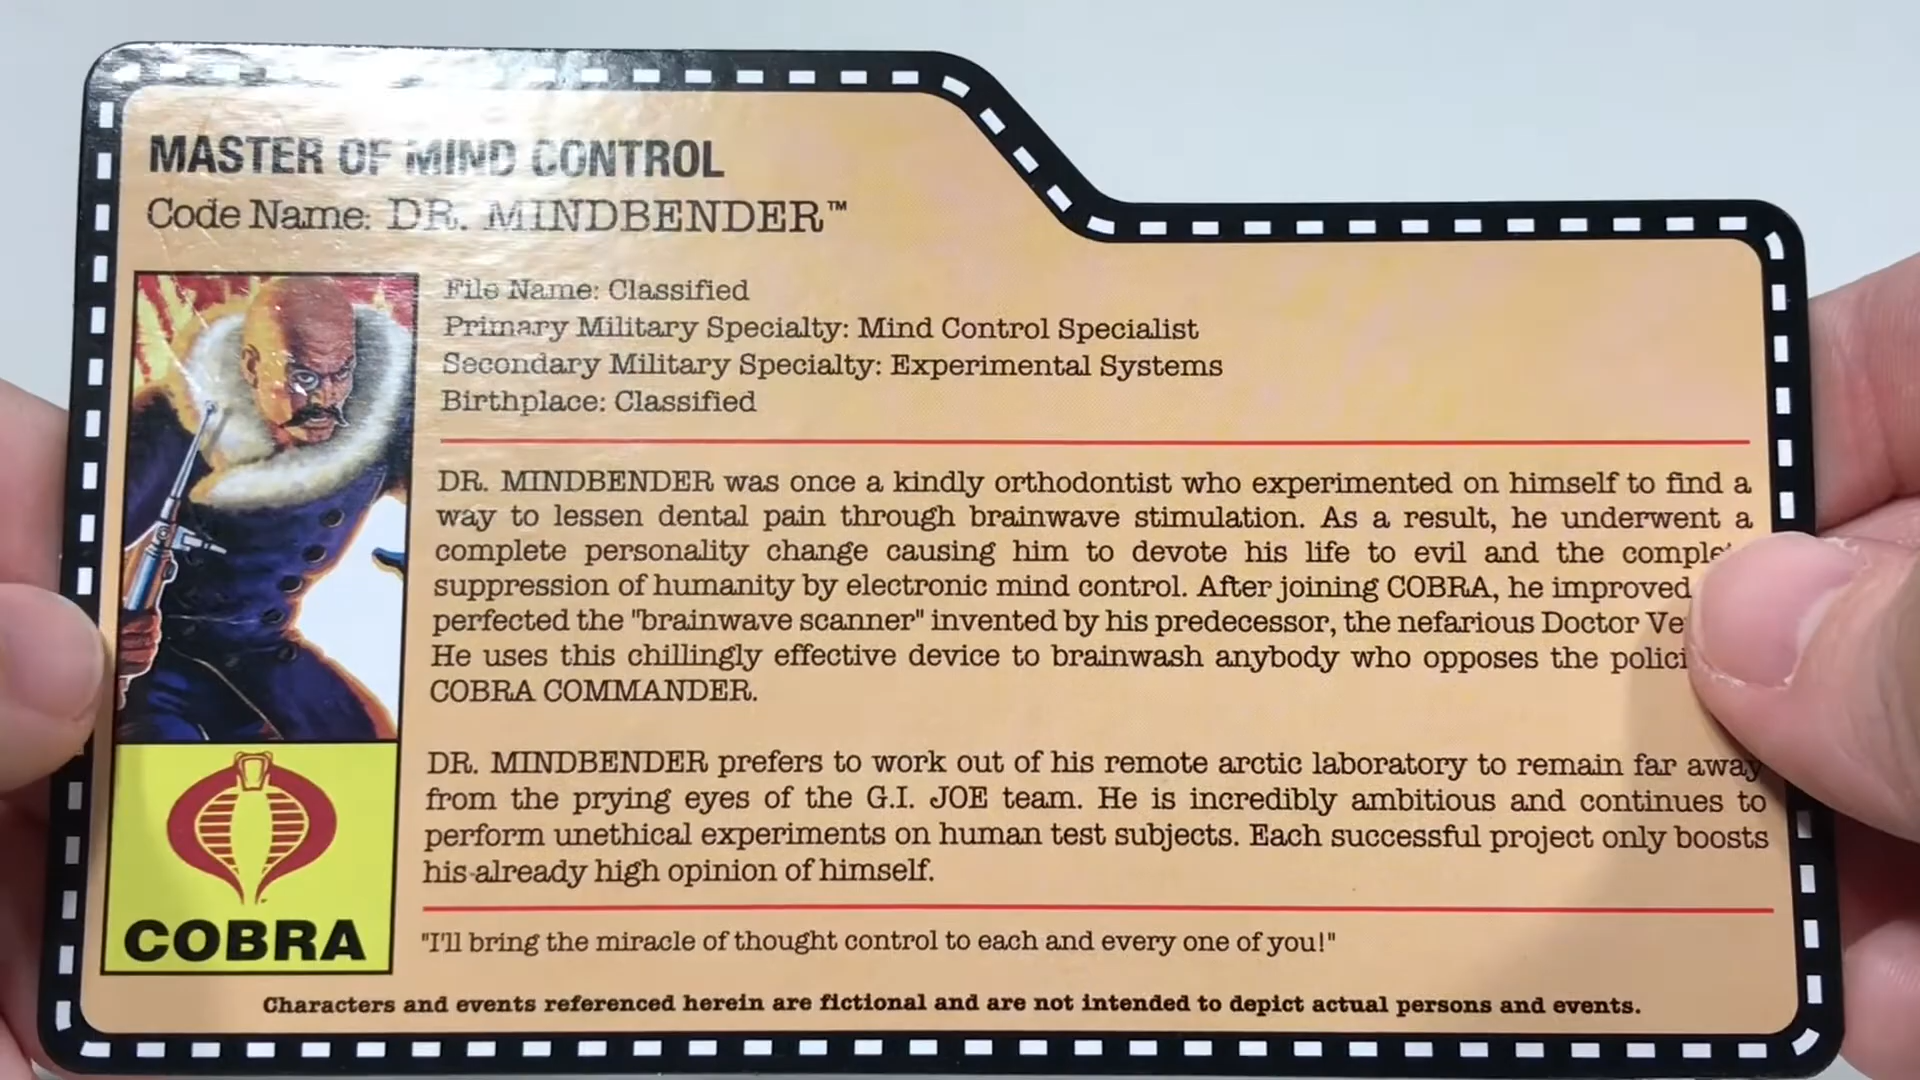 MASTER OF MIND CONTROL
Code Name: DR. MINDBENDER™
File Name: Classified
Primary Military Specialty: Mind Control Specialist
Secondary Military Specialty: Experimental Systems
Birthplace: Classified
DR. MINDBENDER was once a kindly orthodontist who experimented on himself to find a
way to lessen dental pain through brainwave stimulation. As a result, he underwent a
complete personality change causing him to devote his life to evil and the
suppression of humanity by electronic mind control. After joining COBRA, he improved
perfected the "brainwave scanner" invented by his predecessor, the nefarious Doctor
He uses this chillingly effective device to brainwash anybody who opposes the
COBRA COMMANDER.
DR. MINDBENDER prefers to work out of his remote arctic laboratory to remain far away
from the prying eyes of the G.I. JOE team. He is incredibly ambitious and continues to
perform unethical experiments on human test subjects. Each successful project only boosts
his already high opinion of himself.
"I'll bring the miracle of thought control to each and every one of you!"
COBRA
Characters and events referenced herein are fictional and are not intended to depict actual persons and events.